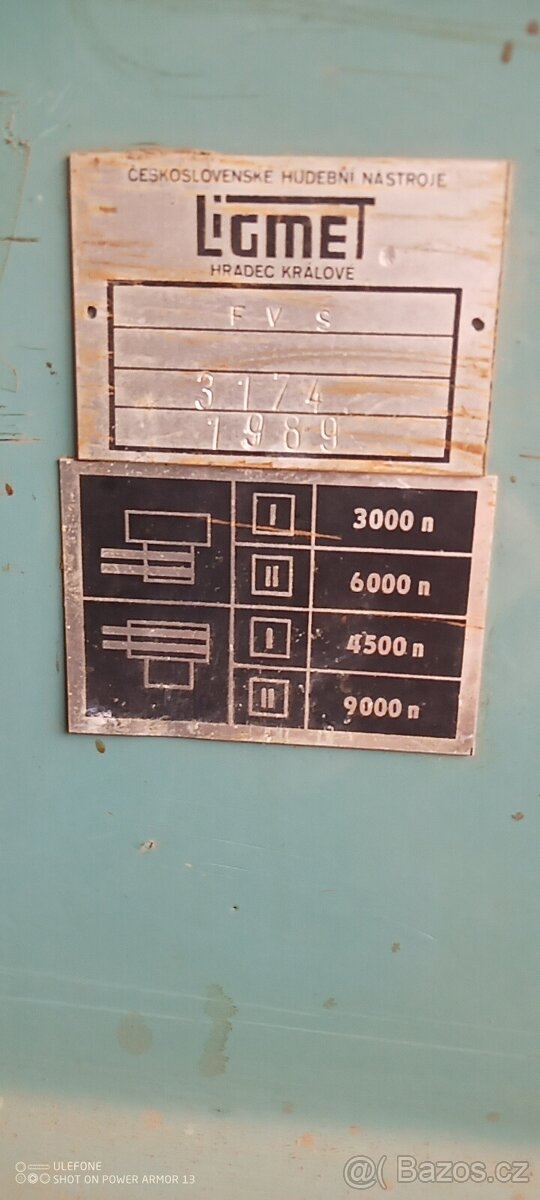 ČESKOSLOVENSKÉ HUDEBNÍ NÁSTROJE
LIGMET
HRADEC KRÁLOVÉ
F V S
3174
1989
I 3000 n
II 6000 n
I 4500 n
II 9000 n
ULEFONE
SHOT ON POWER ARMOR 13
Bazos.cz